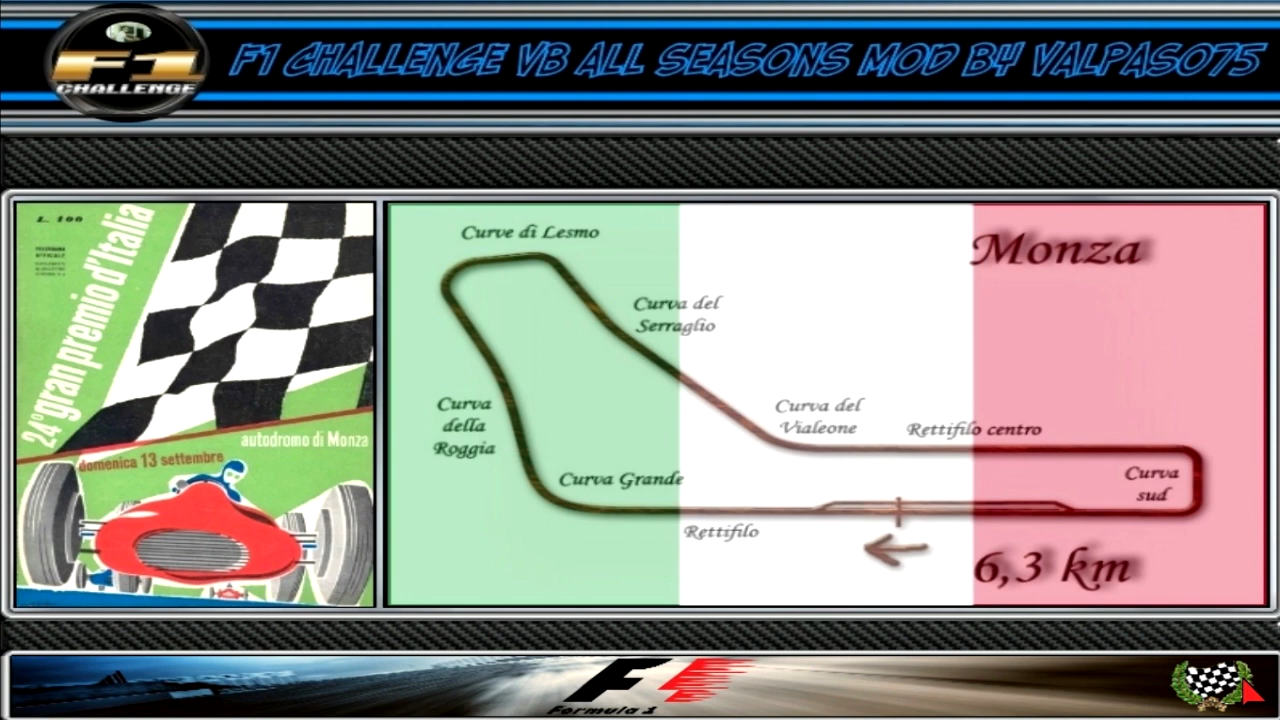 F1
CHALLENGE
F1 CHALLENGE VB ALL SEASONS MOD BY VALPASO75
L. 100
24° gran premio d'Italia
autodromo di Monza
domenica 13 settembre
Monza
Curve di Lesmo
Curva del
Serraglio
Curva
della
Roggia
Curva del
Vialeone
Rettifilo centro
Curva Grande
Curva
sud
Rettifilo
6,3 km
F1
Formula 1